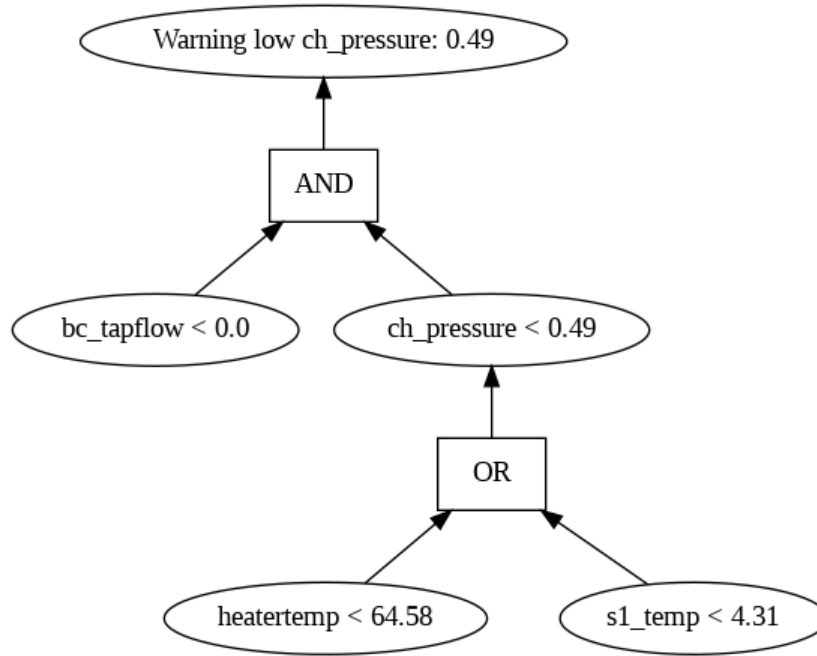 Warning low ch_pressure: 0.49
AND
bc_tapflow < 0.0
ch_pressure < 0.49
OR
heatertemp < 64.58
s1_temp < 4.31